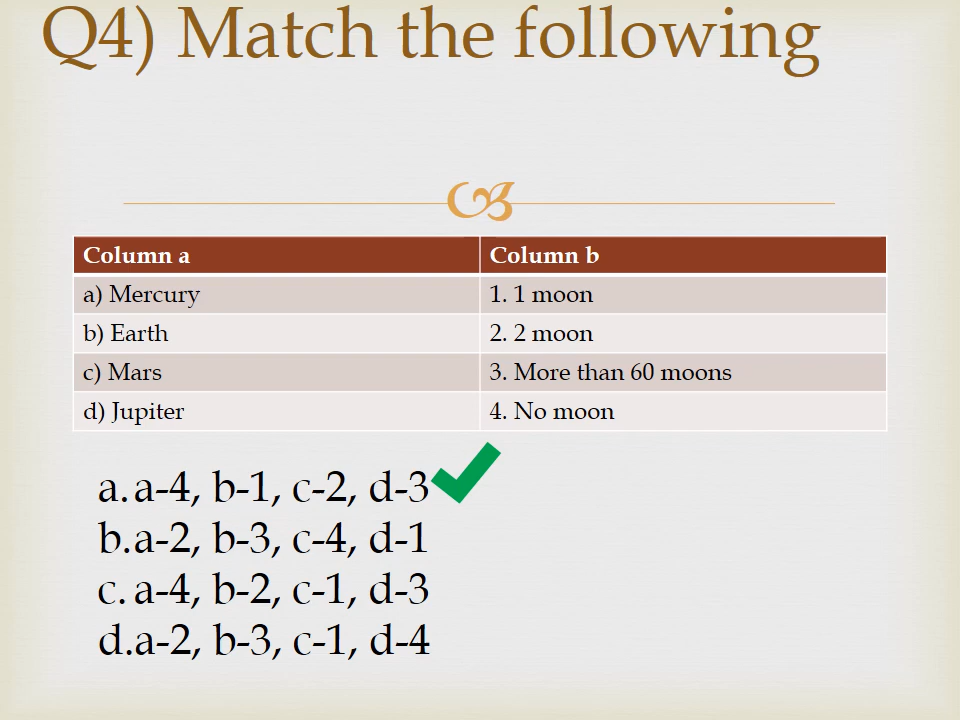 Q4) Match the following
Column a Column b
a) Mercury 1. 1 moon
b) Earth 2. 2 moon
c) Mars 3. More than 60 moons
d) Jupiter 4. No moon
a. a-4, b-1, c-2, d-3
b. a-2, b-3, c-4, d-1
c. a-4, b-2, c-1, d-3
d. a-2, b-3, c-1, d-4